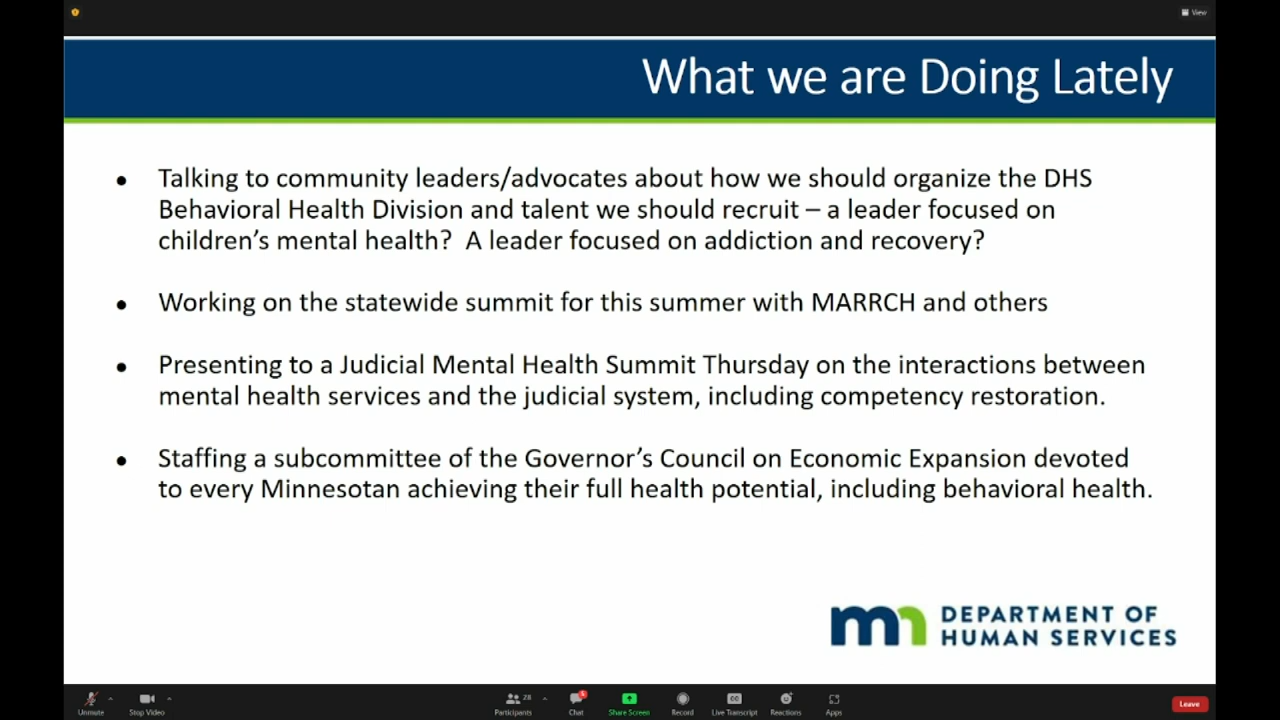 View
What we are Doing Lately
• Talking to community leaders/advocates about how we should organize the DHS
Behavioral Health Division and talent we should recruit – a leader focused on
children's mental health?  A leader focused on addiction and recovery?
• Working on the statewide summit for this summer with MARRCH and others
• Presenting to a Judicial Mental Health Summit Thursday on the interactions between
mental health services and the judicial system, including competency restoration.
• Staffing a subcommittee of the Governor's Council on Economic Expansion devoted
to every Minnesotan achieving their full health potential, including behavioral health.
mn DEPARTMENT OF
HUMAN SERVICES
Unmute Stop Video Participants 28 Chat Share Screen Record Live Transcript Reactions Apps Leave